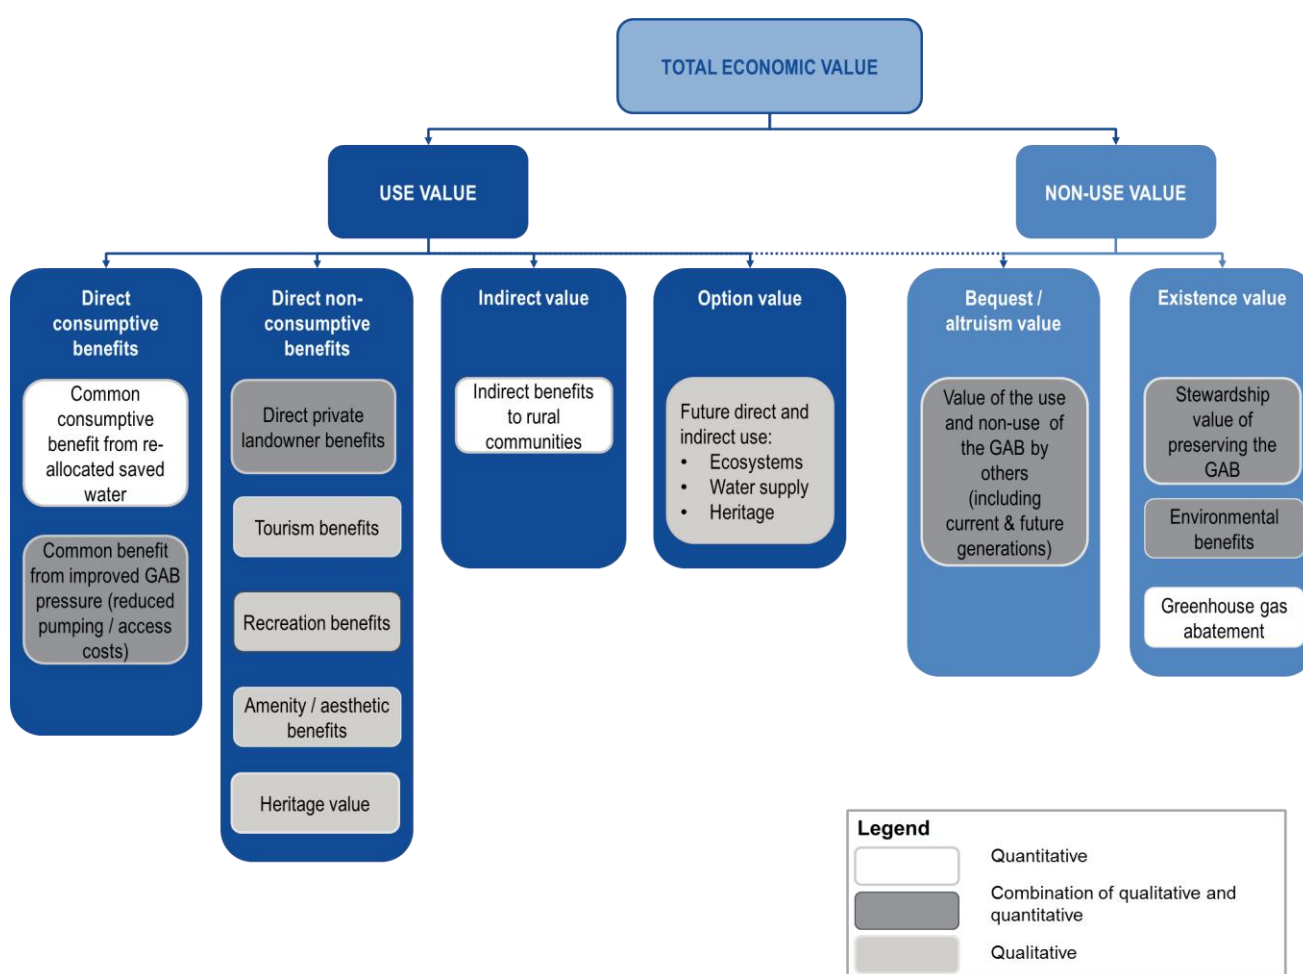 TOTAL ECONOMIC VALUE
USE VALUE
NON-USE VALUE
Direct
consumptive
benefits
Common
consumptive
benefit from re-
allocated saved
water
Common benefit
from improved GAB
pressure (reduced
pumping / access
costs)
Direct non-
consumptive
benefits
Direct private
landowner benefits
Tourism benefits
Recreation benefits
Amenity / aesthetic
benefits
Heritage value
Indirect value
Indirect benefits
to rural
communities
Option value
Future direct and
indirect use:
• Ecosystems
• Water supply
• Heritage
Bequest /
altruism value
Value of the use
and non-use of
the GAB by
others
(including
current & future
generations)
Existence value
Stewardship
value of
preserving the
GAB
Environmental
benefits
Greenhouse gas
abatement
Legend
Quantitative
Combination of qualitative and
quantitative
Qualitative